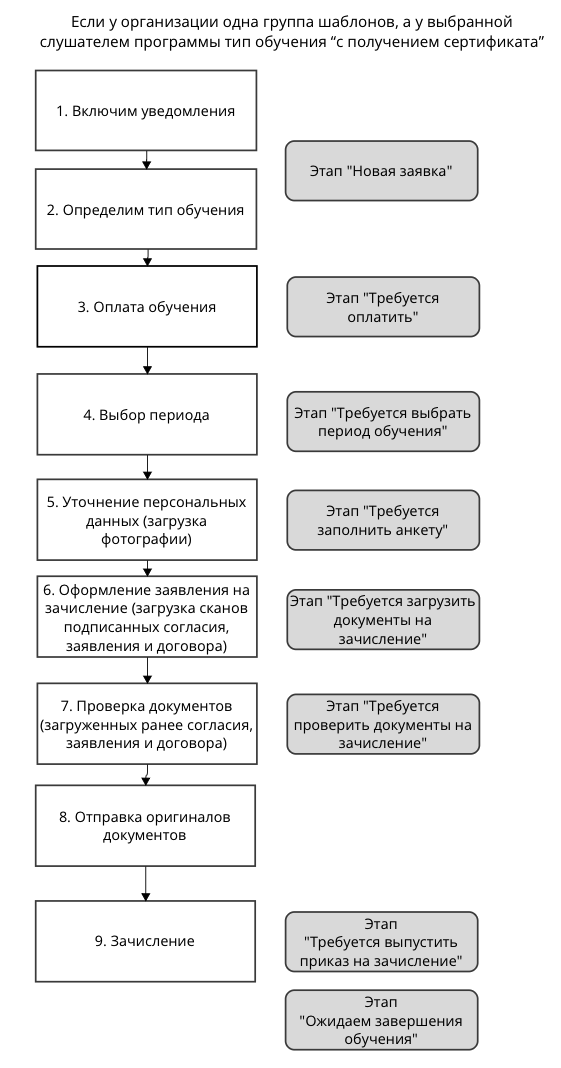 Если у организации одна группа шаблонов, а у выбранной
слушателем программы тип обучения “с получением сертификата”
1. Включим уведомления
Этап "Новая заявка"
2. Определим тип обучения
3. Оплата обучения
Этап "Требуется
оплатить"
4. Выбор периода
Этап "Требуется выбрать
период обучения"
5. Уточнение персональных
данных (загрузка
фотографии)
Этап "Требуется
заполнить анкету"
6. Оформление заявления на
зачисление (загрузка сканов
подписанных согласия,
заявления и договора)
Этап "Требуется загрузить
документы на
зачисление"
7. Проверка документов
(загруженных ранее согласия,
заявления и договора)
Этап "Требуется
проверить документы на
зачисление"
8. Отправка оригиналов
документов
9. Зачисление
Этап
"Требуется выпустить
приказ на зачисление"
Этап
"Ожидаем завершения
обучения"